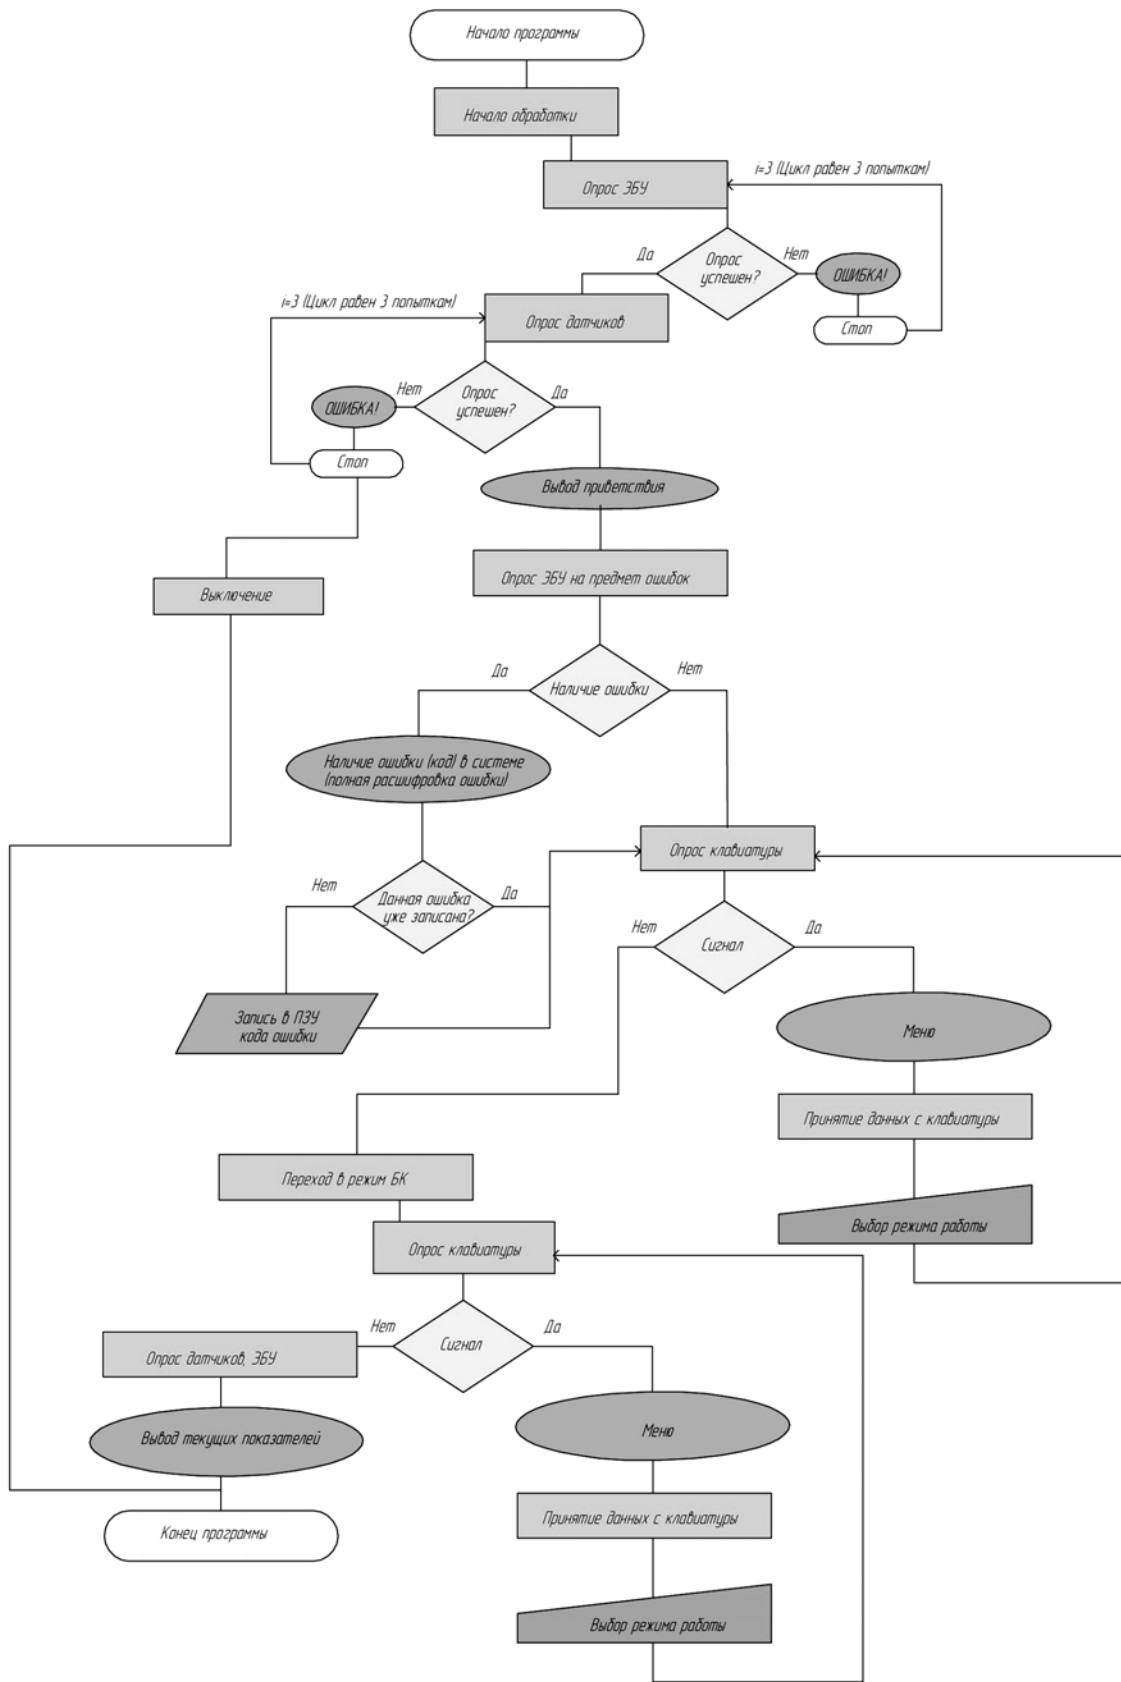 Начало программы
Начало обработки
i=3 (Цикл равен 3 попыткам)
Опрос ЭБУ
Да
Опрос
успешен?
Нет
ОШИБКА!
Стоп
i=3 (Цикл равен 3 попыткам)
Опрос датчиков
Нет
Опрос
успешен?
Да
ОШИБКА!
Стоп
Вывод приветствия
Опрос ЭБУ на предмет ошибок
Выключение
Да
Наличие ошибки
Нет
Наличие ошибки (код) в системе
(полная расшифровка ошибки)
Опрос клавиатуры
Нет
Данная ошибка
уже записана?
Да
Нет
Сигнал
Да
Запись в ПЗУ
кода ошибки
Меню
Принятие данных с клавиатуры
Выбор режима работы
Переход в режим БК
Опрос клавиатуры
Нет
Сигнал
Да
Опрос датчиков, ЭБУ
Вывод текущих показателей
Меню
Принятие данных с клавиатуры
Конец программы
Выбор режима работы